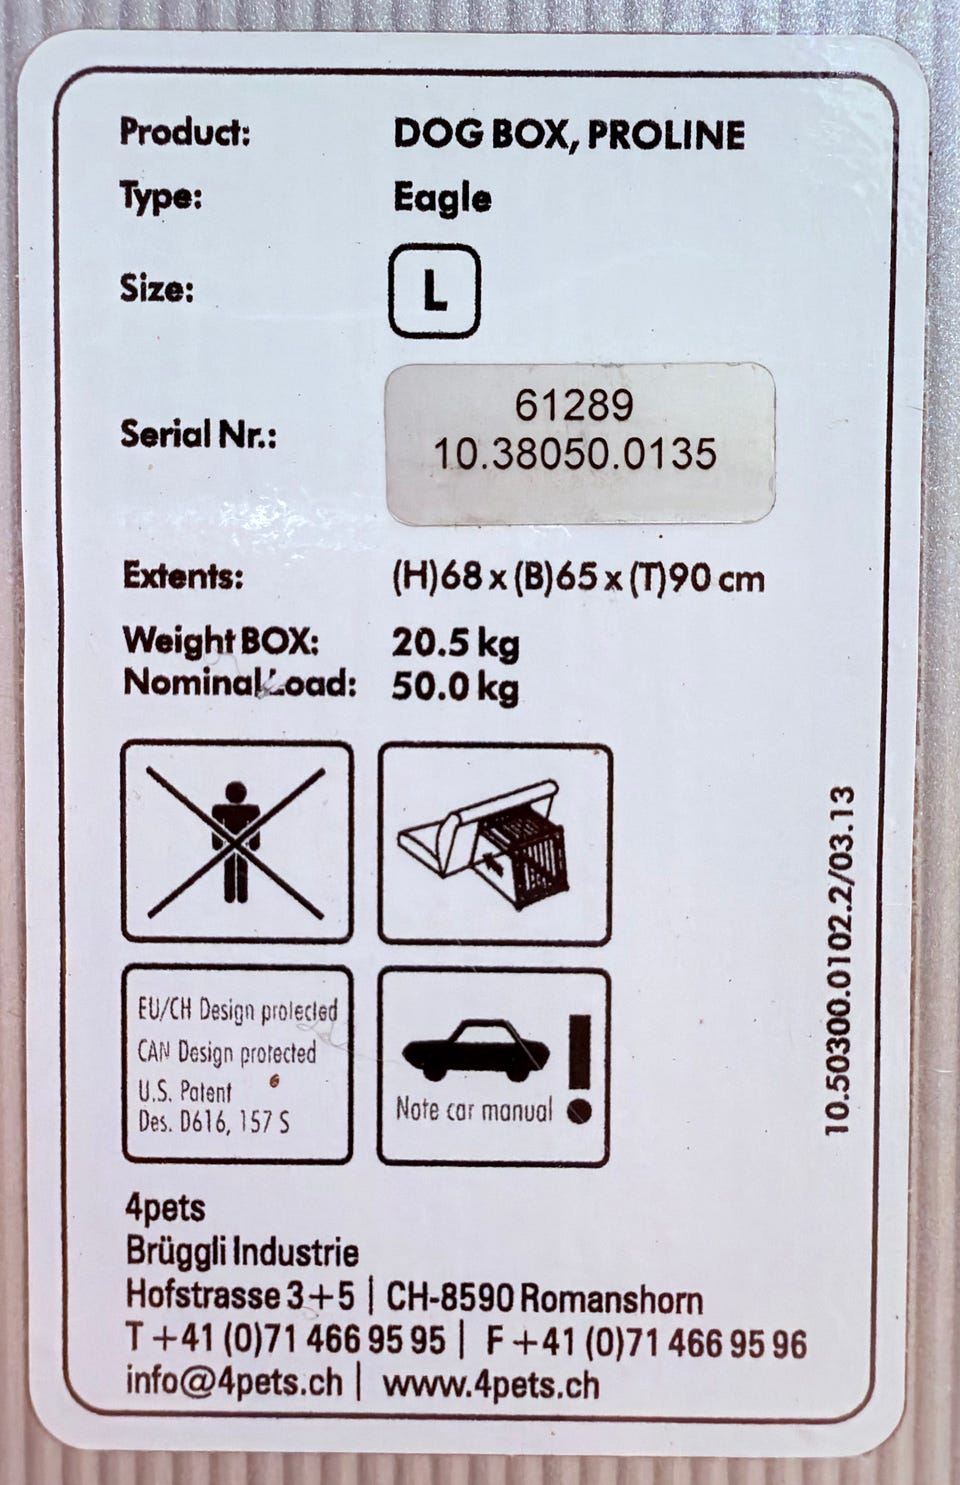 Product: DOG BOX, PROLINE
Type: Eagle
Size: L
Serial Nr.: 61289
10.38050.0135
Extents: (H)68 x (B)65 x (T)90 cm
Weight BOX: 20.5 kg
Nominal Load: 50.0 kg
EU/CH Design protected
CAN Design protected
U.S. Patent
Des. D616, 157 S
Note car manual
10.50300.0102.2/03.13
4pets
Brüggli Industrie
Hofstrasse 3+5 | CH-8590 Romanshorn
T +41 (0)71 466 95 95 | F +41 (0)71 466 95 96
info@4pets.ch | www.4pets.ch